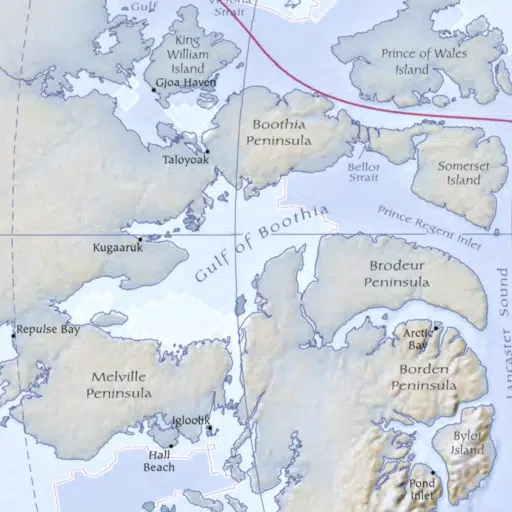 Gulf
Victoria
Strait
King
William
Island
Gjoa Haven
Prince of Wales
Island
Boothia
Peninsula
Taloyoak
Bellot
Strait
Somerset
Island
Gulf of Boothia
Prince Regent Inlet
Kugaaruk
Brodeur
Peninsula
Lancaster Sound
Repulse Bay
Arctic
Bay
Melville
Peninsula
Borden
Peninsula
Igloolik
Hall
Beach
Bylot
Island
Pond
Inlet